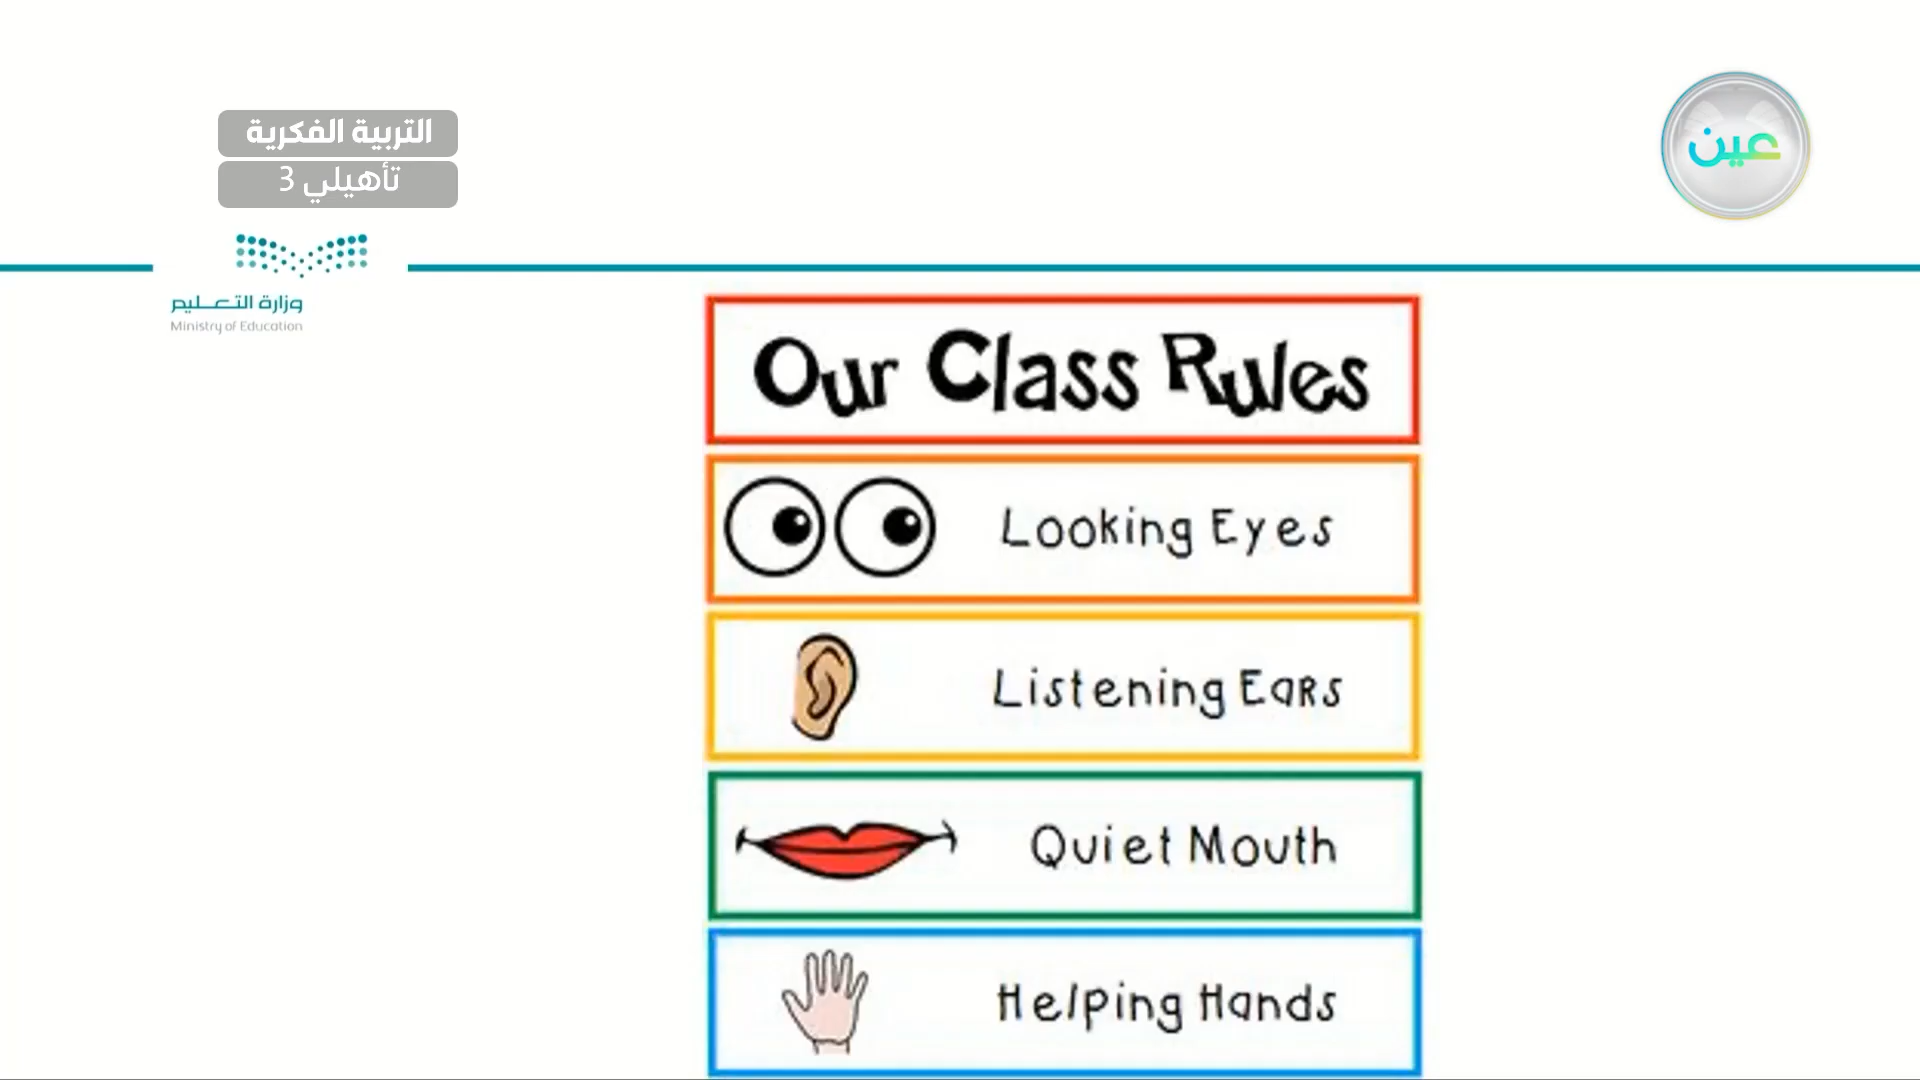 التربية الفكرية
تأهيلي 3
عين
وزارة التعليم
Ministry of Education
Our Class Rules
Looking Eyes
Listening Ears
Quiet Mouth
Helping Hands